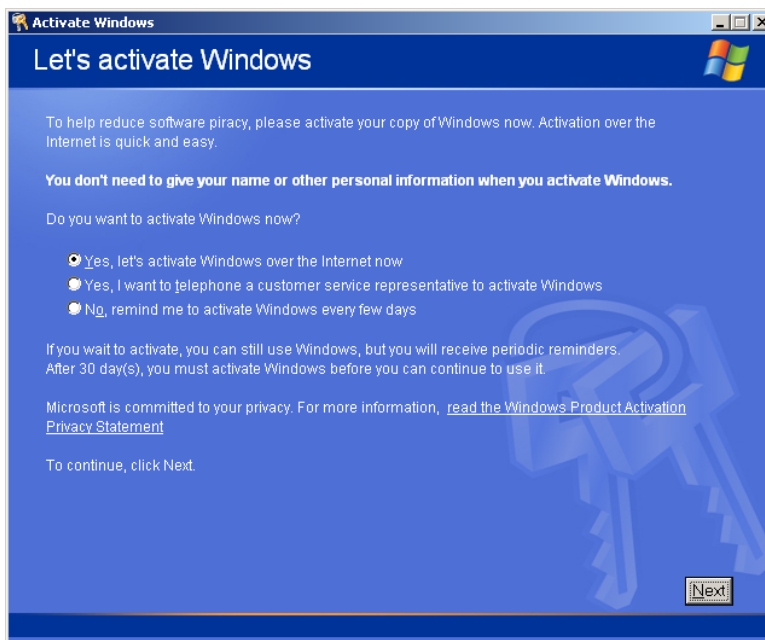 Activate Windows
Let's activate Windows
To help reduce software piracy, please activate your copy of Windows now. Activation over the
Internet is quick and easy.
You don't need to give your name or other personal information when you activate Windows.
Do you want to activate Windows now?
Yes, let's activate Windows over the Internet now
Yes, I want to telephone a customer service representative to activate Windows
No, remind me to activate Windows every few days
If you wait to activate, you can still use Windows, but you will receive periodic reminders.
After 30 day(s), you must activate Windows before you can continue to use it.
Microsoft is committed to your privacy. For more information, read the Windows Product Activation
Privacy Statement
To continue, click Next.
Next